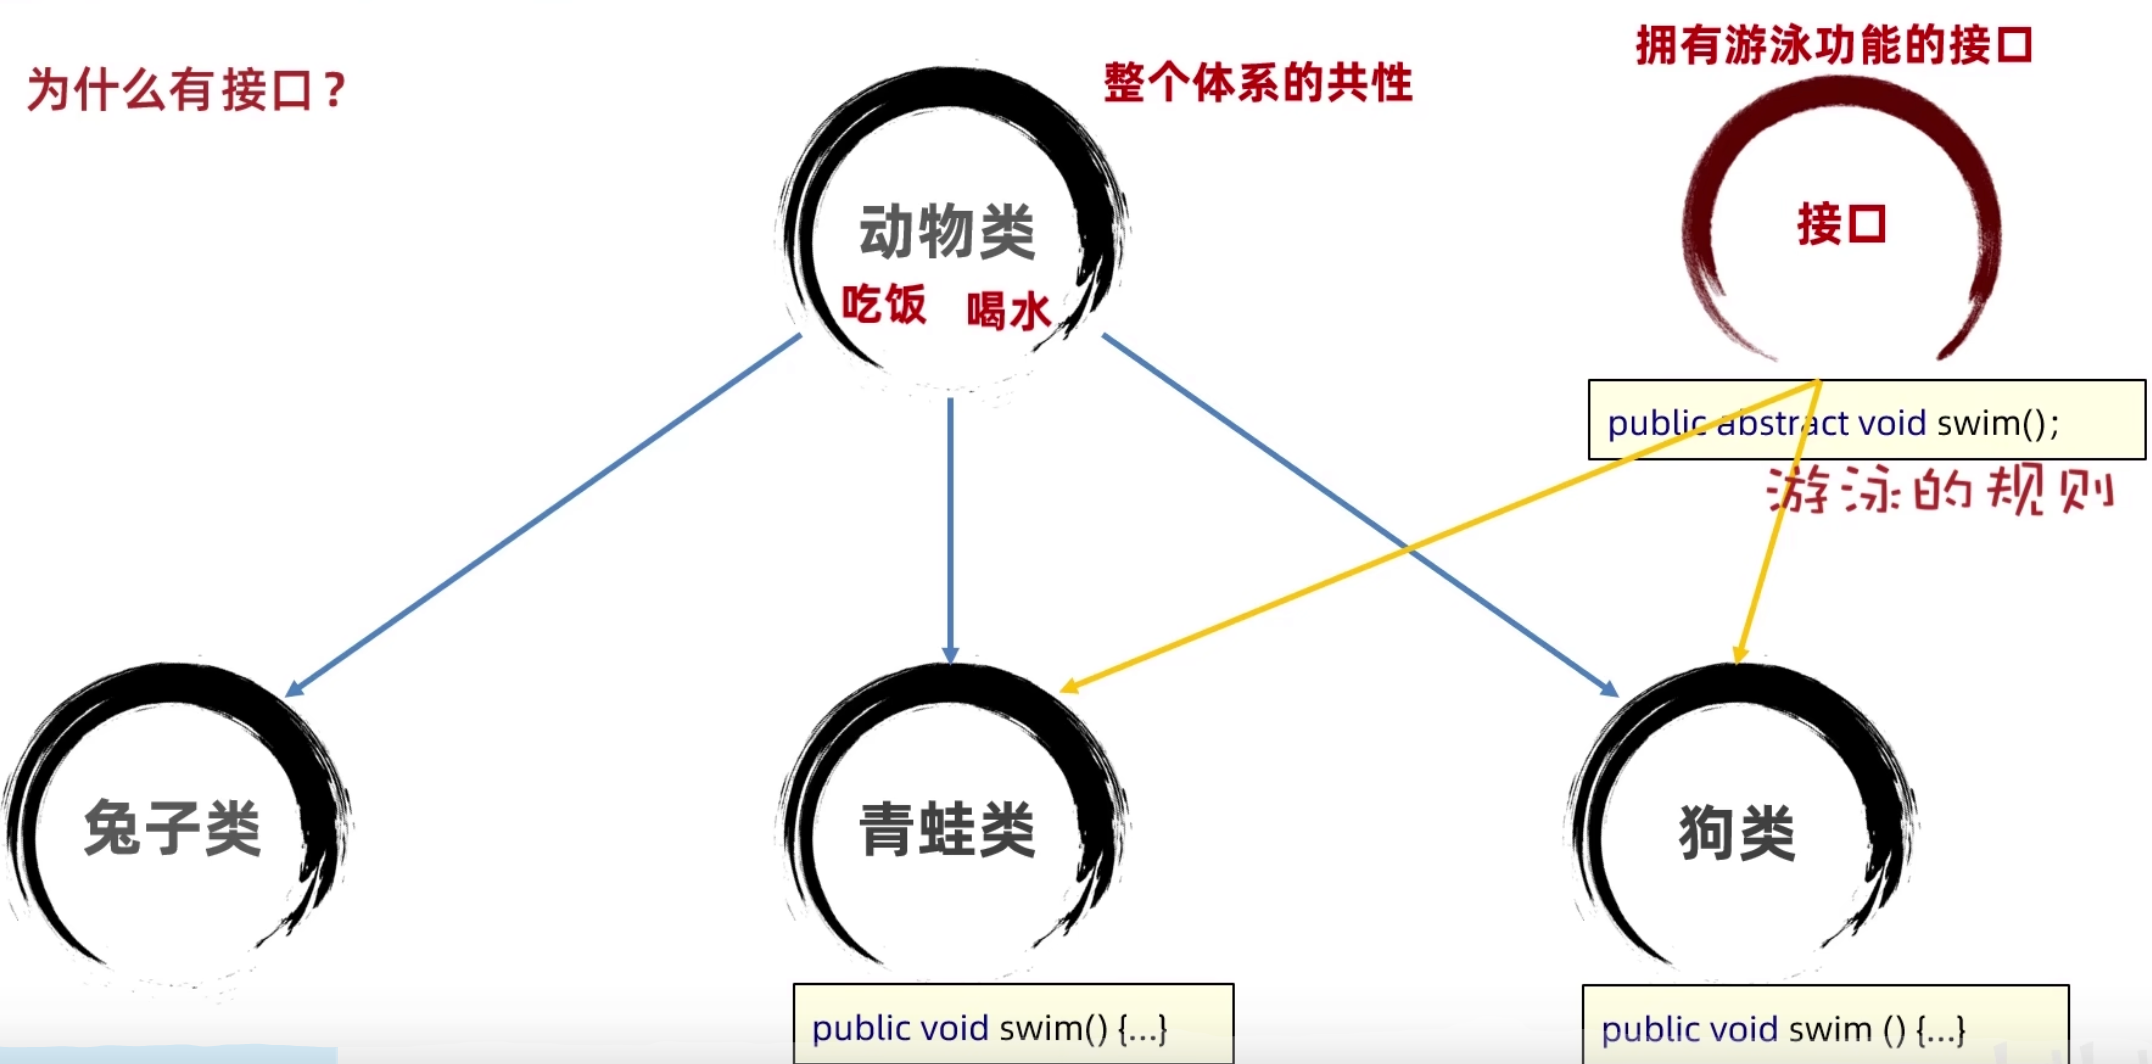 为什么有接口？
整个体系的共性
拥有游泳功能的接口
动物类
吃饭 喝水
接口
public abstract void swim();
游泳的规则
兔子类
青蛙类
狗类
public void swim() {...}
public void swim () {...}